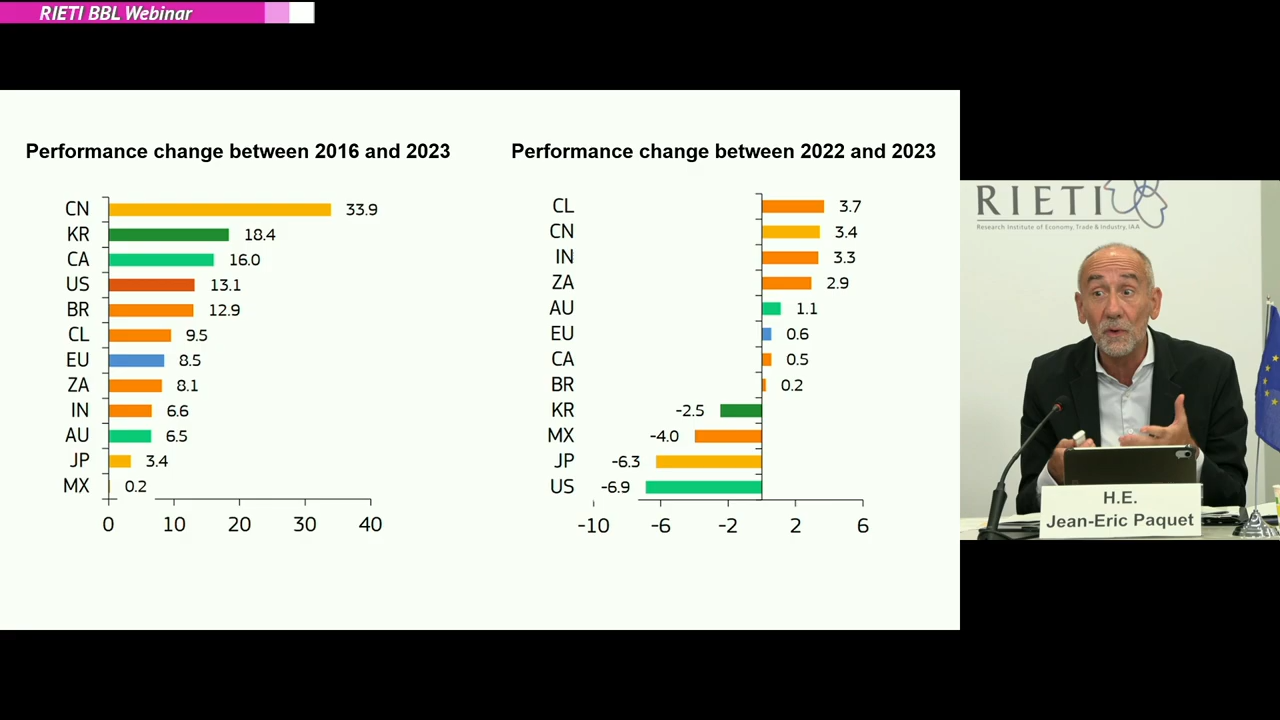 RIETI BBL Webinar
Performance change between 2016 and 2023
CN 33.9
KR 18.4
CA 16.0
US 13.1
BR 12.9
CL 9.5
EU 8.5
ZA 8.1
IN 6.6
AU 6.5
JP 3.4
MX 0.2
0 10 20 30 40
Performance change between 2022 and 2023
CL 3.7
CN 3.4
IN 3.3
ZA 2.9
AU 1.1
EU 0.6
CA 0.5
BR 0.2
KR -2.5
MX -4.0
JP -6.3
US -6.9
-10 -6 -2 2 6
RIETI
Research Institute of Economy, Trade & Industry, IAA
H.E.
Jean-Eric Paquet